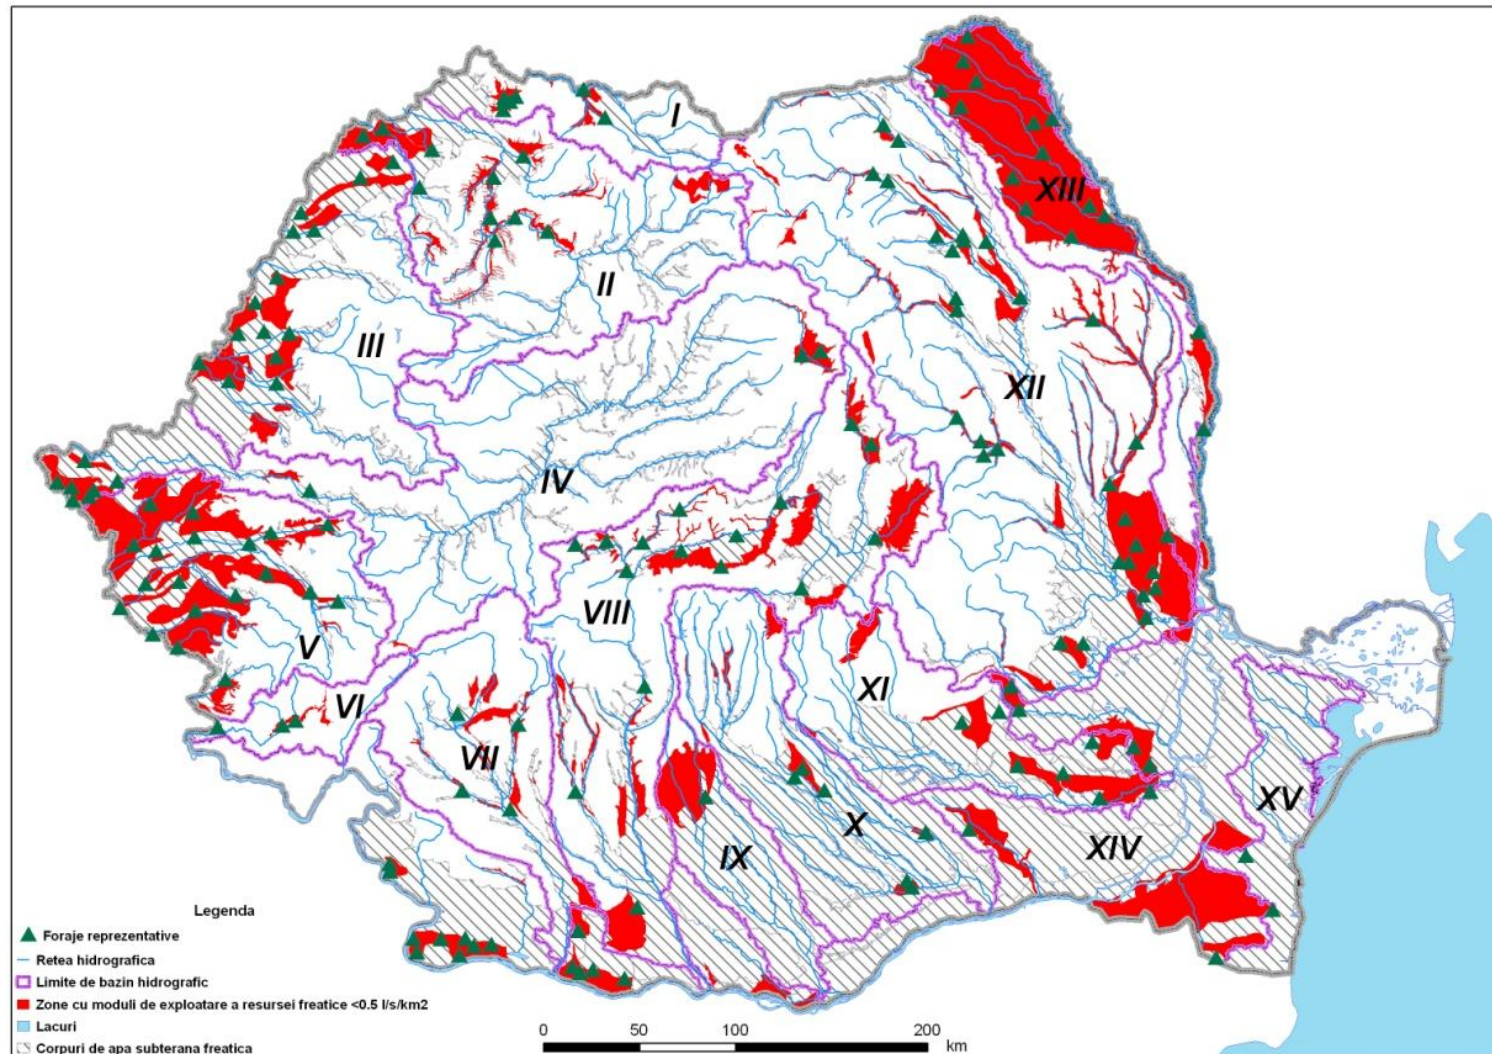 I
XIII
II
III
XII
IV
VIII
V
XI
VI
VII
XV
X
IX
XIV
Legenda
Foraje reprezentative
Retea hidrografica
Limite de bazin hidrografic
Zone cu moduli de exploatare a resursei freatice <0.5 l/s/km2
Lacuri
Corpuri de apa subterana freatica
0 50 100 200
km